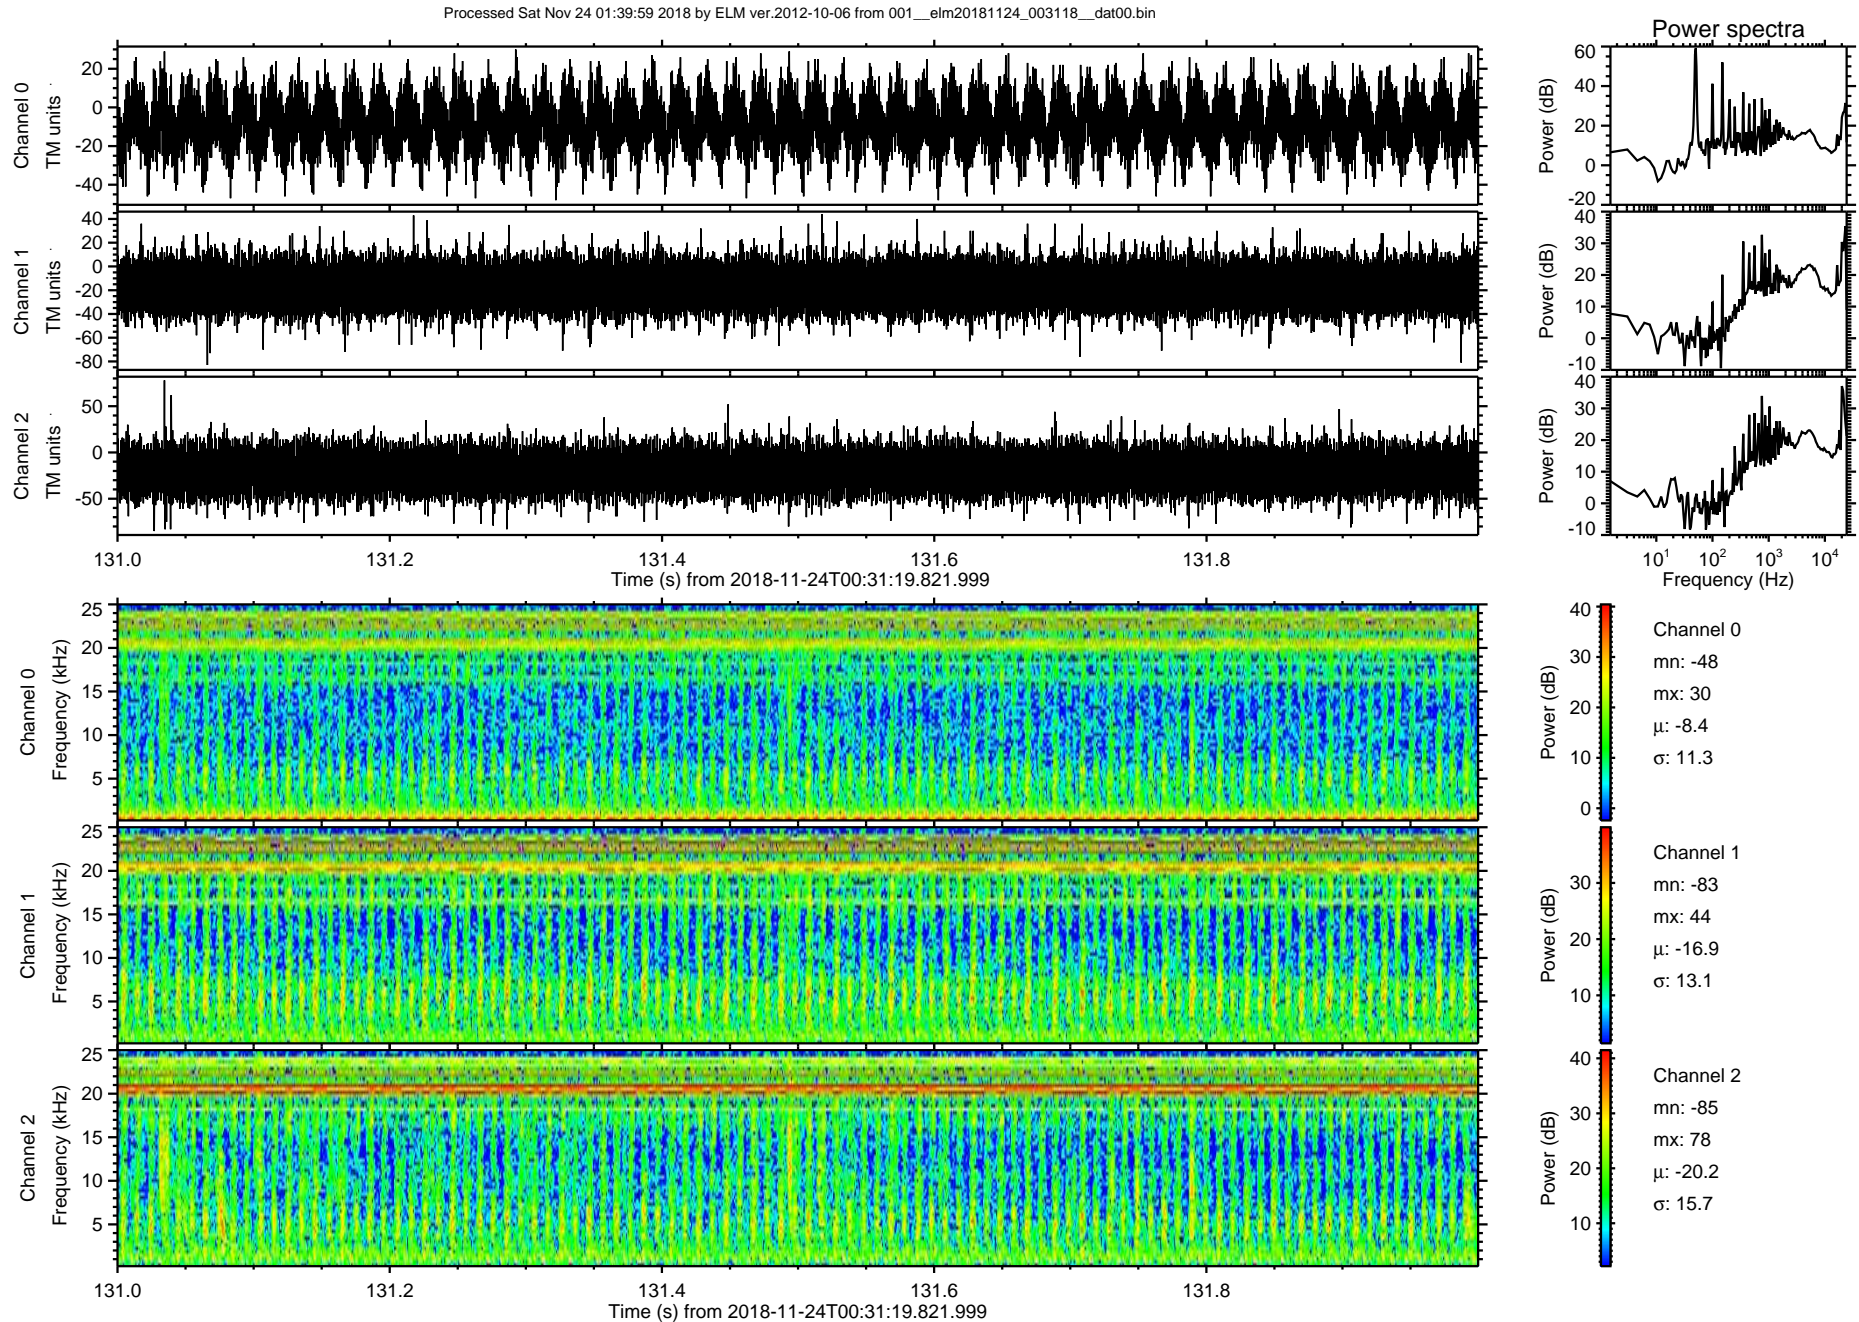 Processed Sat Nov 24 01:39:59 2018 by ELM ver.2012-10-06 from 001__elm20181124_003118__dat00.bin
Power spectra
Channel 0
TM units
20
0
-20
-40
Power (dB)
60
40
20
0
-20
Channel 1
TM units
40
20
0
-20
-40
-60
-80
Power (dB)
40
30
20
10
0
-10
Channel 2
TM units
50
0
-50
Power (dB)
40
30
20
10
0
-10
131.0 131.2 131.4 131.6 131.8
Time (s) from 2018-11-24T00:31:19.821.999
10¹ 10² 10³ 10⁴
Frequency (Hz)
Channel 0
Frequency (kHz)
25
20
15
10
5
Power (dB)
40
30
20
10
0
Channel 0
mn: -48
mx: 30
μ: -8.4
σ: 11.3
Channel 1
Frequency (kHz)
25
20
15
10
5
Power (dB)
30
20
10
Channel 1
mn: -83
mx: 44
μ: -16.9
σ: 13.1
Channel 2
Frequency (kHz)
25
20
15
10
5
Power (dB)
40
30
20
10
Channel 2
mn: -85
mx: 78
μ: -20.2
σ: 15.7
131.0 131.2 131.4 131.6 131.8
Time (s) from 2018-11-24T00:31:19.821.999